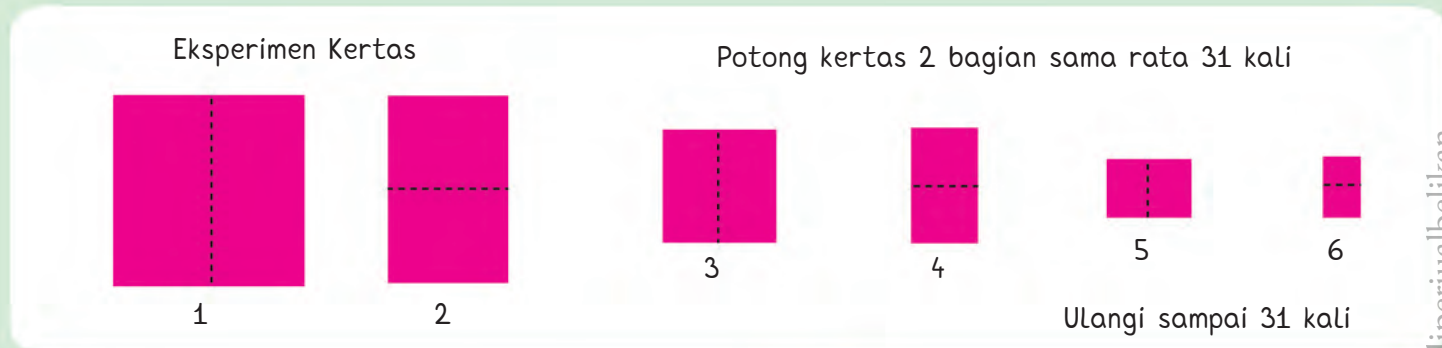 Eksperimen Kertas
Potong kertas 2 bagian sama rata 31 kali
1
2
3
4
5
6
Ulangi sampai 31 kali